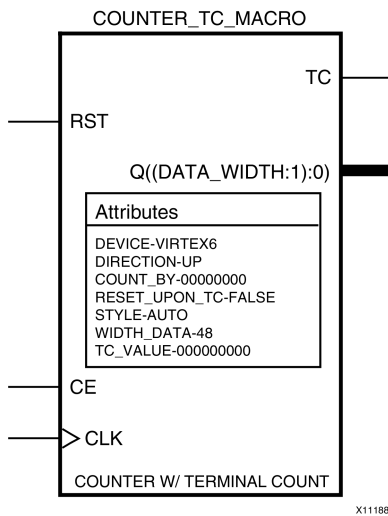 COUNTER_TC_MACRO
TC
RST
Q((DATA_WIDTH:1):0)
Attributes
DEVICE-VIRTEX6
DIRECTION-UP
COUNT_BY-00000000
RESET_UPON_TC-FALSE
STYLE-AUTO
WIDTH_DATA-48
TC_VALUE-000000000
CE
CLK
COUNTER W/ TERMINAL COUNT
X11188